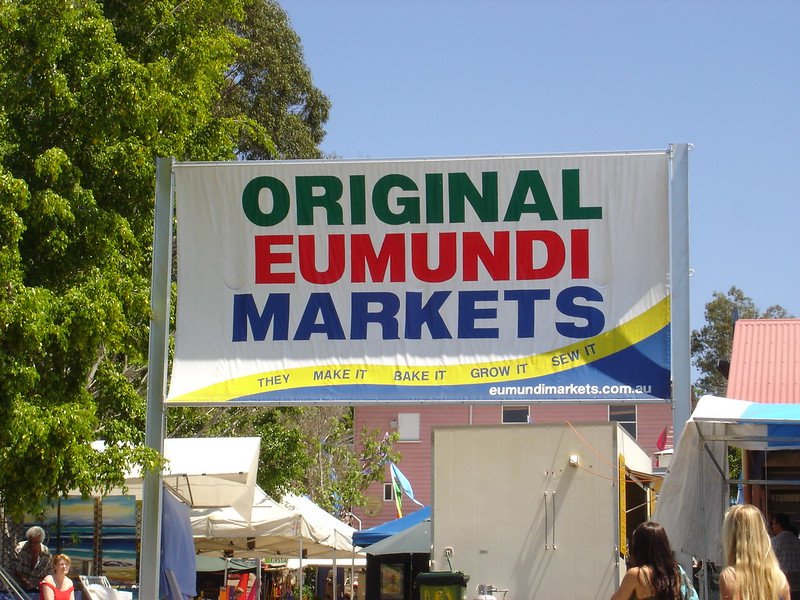 ORIGINAL
EUMUNDI
MARKETS
THEY MAKE IT BAKE IT GROW IT SEW IT
eumundimarkets.com.au